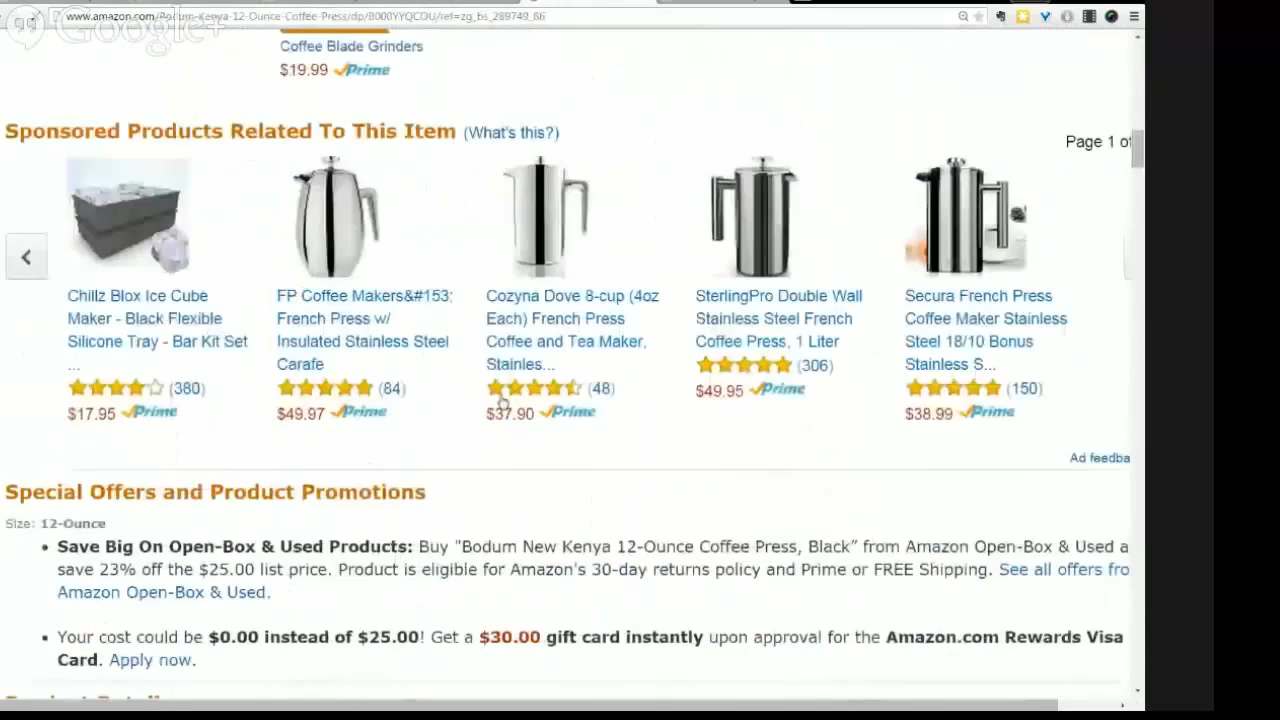 www.amazon.com/Bodum-Kenya-12-Ounce-Coffee-Press/dp/B000YYQCOU/ref=zg_bs_289749_86
Google+
Coffee Blade Grinders
$19.99 Prime
Sponsored Products Related To This Item (What's this?)
Page 1 of
Chillz Blox Ice Cube
Maker - Black Flexible
Silicone Tray - Bar Kit Set
...
(380)
$17.95 Prime
FP Coffee Makers&#153;
French Press w/
Insulated Stainless Steel
Carafe
(84)
$49.97 Prime
Cozyna Dove 8-cup (4oz
Each) French Press
Coffee and Tea Maker,
Stainles...
(48)
$37.90 Prime
SterlingPro Double Wall
Stainless Steel French
Coffee Press, 1 Liter
(306)
$49.95 Prime
Secura French Press
Coffee Maker Stainless
Steel 18/10 Bonus
Stainless S...
(150)
$38.99 Prime
Ad feedba
Special Offers and Product Promotions
Size: 12-Ounce
• Save Big On Open-Box & Used Products: Buy "Bodum New Kenya 12-Ounce Coffee Press, Black” from Amazon Open-Box & Used a
save 23% off the $25.00 list price. Product is eligible for Amazon's 30-day returns policy and Prime or FREE Shipping. See all offers fro
Amazon Open-Box & Used.
• Your cost could be $0.00 instead of $25.00! Get a $30.00 gift card instantly upon approval for the Amazon.com Rewards Visa
Card. Apply now.